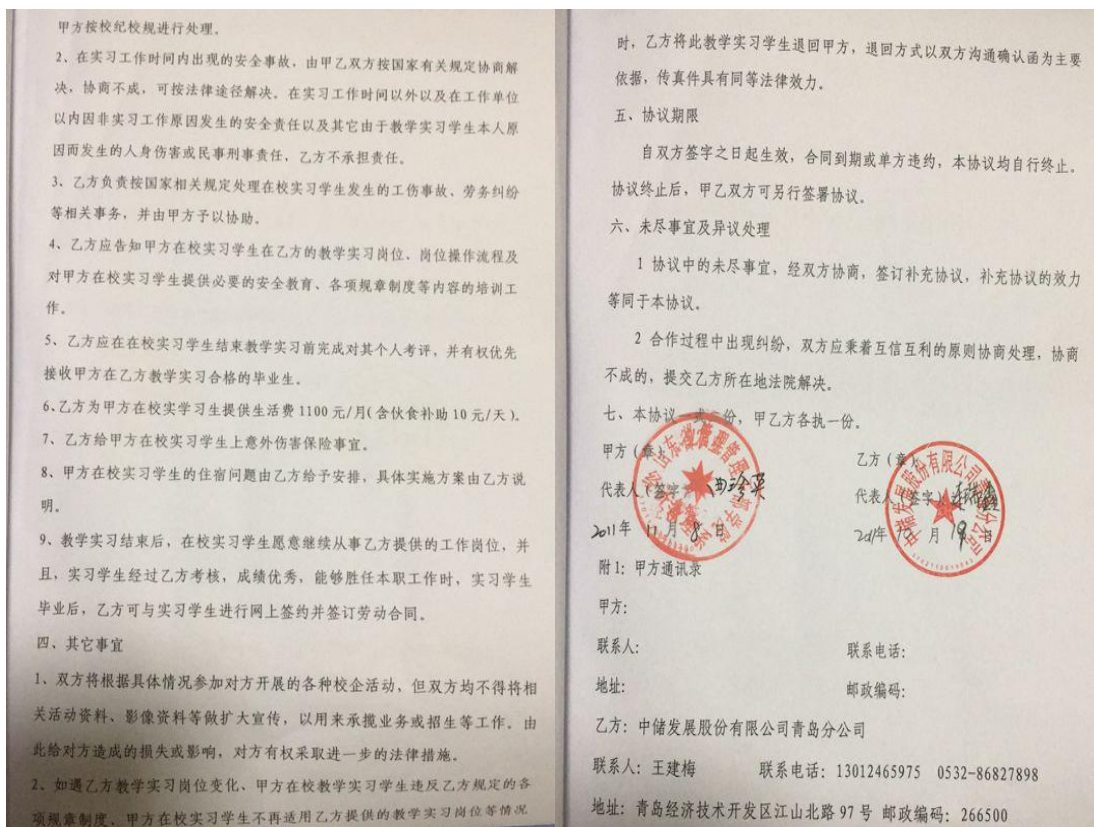 甲方按校纪校规进行处理。
2、在实习工作时间内出现的安全事故，由甲乙双方按国家有关规定协商解
决，协商不成，可按法律途径解决。在实习工作时间以外以及在工作单位
以内因非实习工作原因发生的安全责任以及其它由于教学实习学生本人原
因而发生的人身伤害或民事刑事责任，乙方不承担责任。
3、乙方负责按国家相关规定处理在校实习学生发生的工伤事故、劳务纠纷
等相关事务，并由甲方予以协助。
4、乙方应告知甲方在校实习学生在乙方的教学实习岗位、岗位操作流程及
对甲方在校实习学生提供必要的安全教育、各项规章制度等内容的培训工
作。
5、乙方应在在校实习学生结束教学实习前完成对其个人考评，并有权优先
接收甲方在乙方教学实习合格的毕业生。
6、乙方为甲方在校实学习生提供生活费1100元/月(含伙食补助10元/天)。
7、乙方给甲方在校实习学生上意外伤害保险事宜。
8、甲方在校实习学生的住宿问题由乙方给予安排，具体实施方案由乙方说
明。
9、教学实习结束后，在校实习学生愿意继续从事乙方提供的工作岗位，并
且，实习学生经过乙方考核，成绩优秀，能够胜任本职工作时，实习学生
毕业后，乙方可与实习学生进行网上签约并签订劳动合同。
四、其它事宜
1、双方将根据具体情况参加对方开展的各种校企活动，但双方均不得将相
关活动资料、影像资料等做扩大宣传，以用来承揽业务或招生等工作。由
此给对方造成的损失或影响，对方有权采取进一步的法律措施。
2、如遇乙方教学实习岗位变化、甲方在校教学实习学生违反乙方规定的各
项规章制度、甲方在校实习学生不再适用乙方提供的教学实习岗位等情况
时，乙方将此教学实习学生退回甲方，退回方式以双方沟通确认函为主要
依据，传真件具有同等法律效力。
五、协议期限
自双方签字之日起生效，合同到期或单方违约，本协议均自行终止。
协议终止后，甲乙双方可另行签署协议。
六、未尽事宜及异议处理
1 协议中的未尽事宜，经双方协商，签订补充协议，补充协议的效力
等同于本协议。
2 合作过程中出现纠纷，双方应秉着互信互利的原则协商处理，协商
不成的，提交乙方所在地法院解决。
七、本协议一式二份，甲乙方各执一份。
甲方（章） 乙方（章）
代表人（签字） 代表人（签字）
中储发展股份有限公司青岛分公司
2011年 11月 8日 2011年 10月 19日
附1：甲方通讯录
甲方：
联系人： 联系电话：
地址： 邮政编码：
乙方：中储发展股份有限公司青岛分公司
联系人：王建梅 联系电话：13012465975 0532-86827898
地址：青岛经济技术开发区江山北路97号 邮政编码：266500